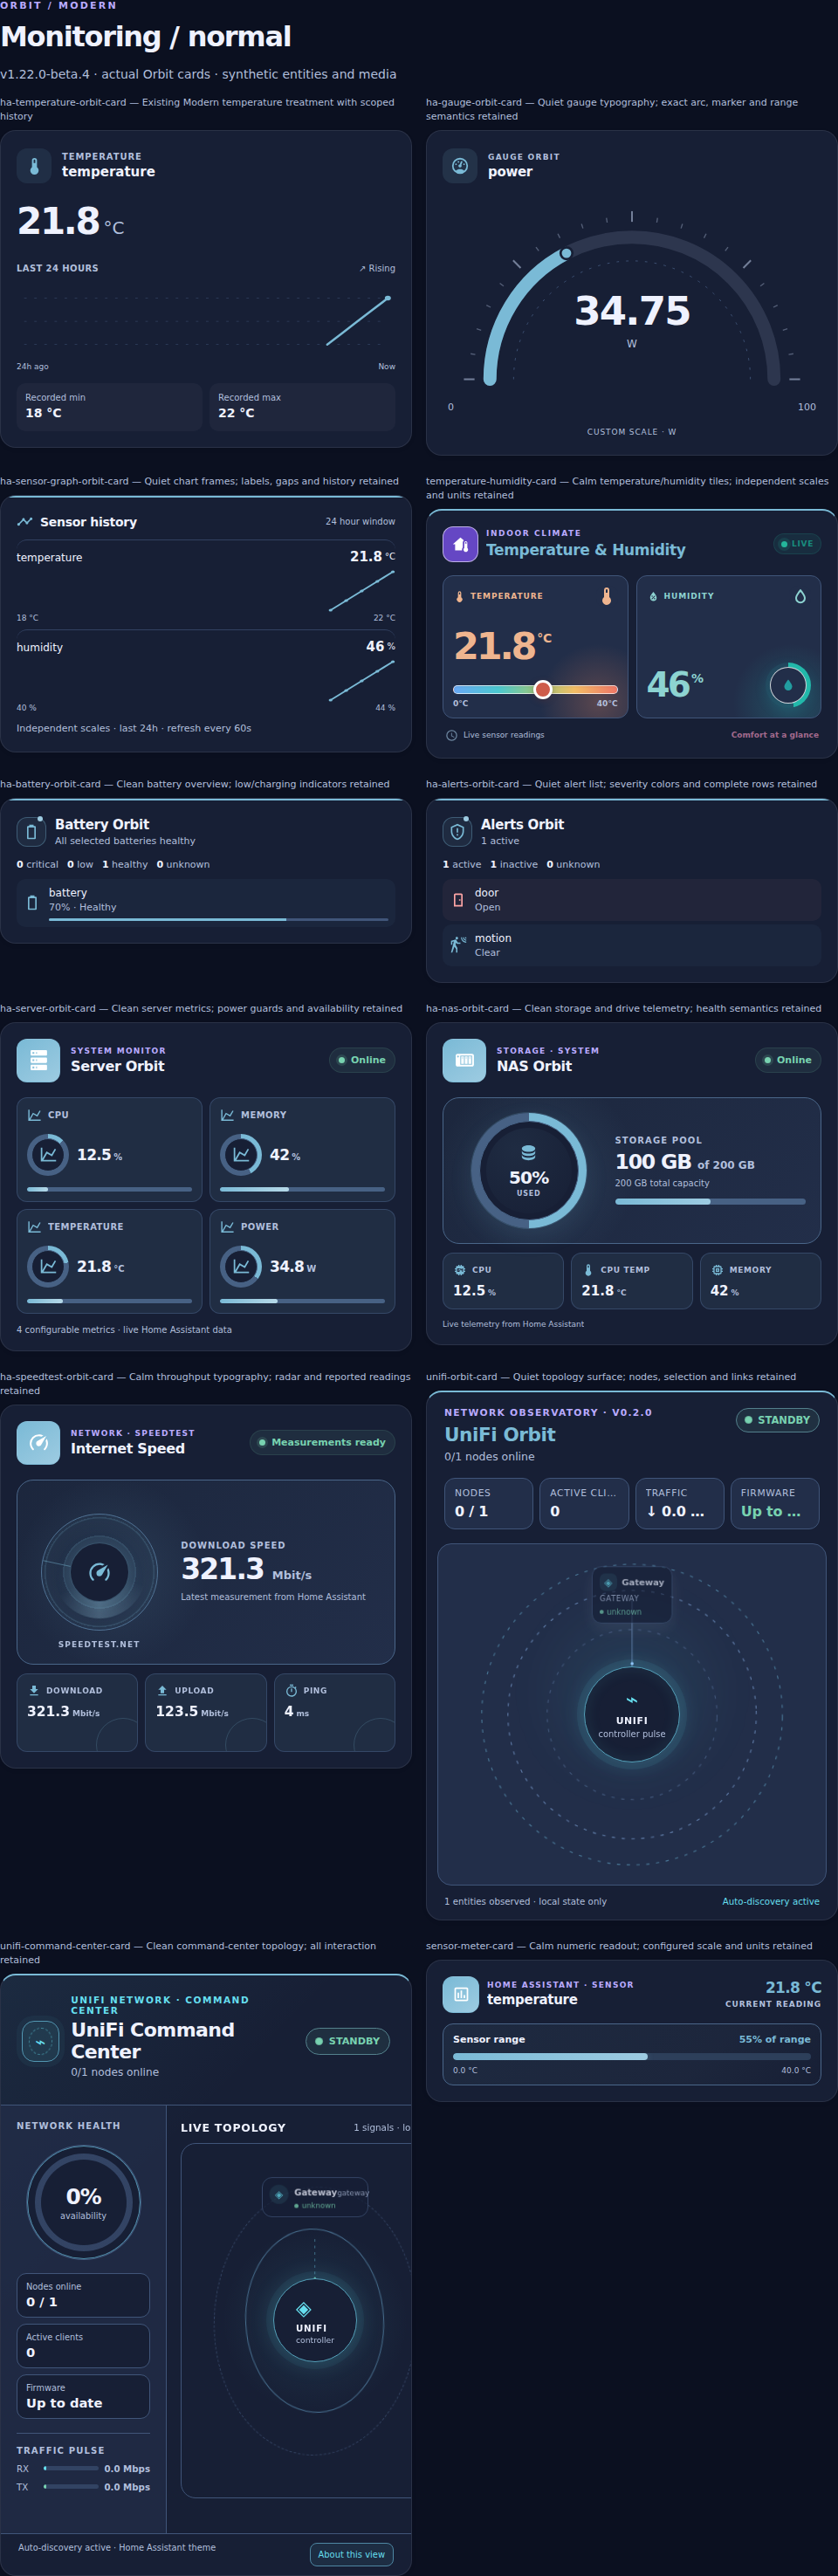 ORBIT / MODERN
Monitoring / normal
v1.22.0-beta.4 · actual Orbit cards · synthetic entities and media
ha-temperature-orbit-card — Existing Modern temperature treatment with scoped
history
TEMPERATURE
temperature
21.8 °C
LAST 24 HOURS
↗ Rising
24h ago
Now
Recorded min
18 °C
Recorded max
22 °C
ha-gauge-orbit-card — Quiet gauge typography; exact arc, marker and range
semantics retained
GAUGE ORBIT
power
34.75
W
0
100
CUSTOM SCALE · W
ha-sensor-graph-orbit-card — Quiet chart frames; labels, gaps and history retained
Sensor history
24 hour window
temperature
21.8 °C
18 °C
22 °C
humidity
46 %
40 %
44 %
Independent scales · last 24h · refresh every 60s
temperature-humidity-card — Calm temperature/humidity tiles; independent scales
and units retained
INDOOR CLIMATE
Temperature & Humidity
LIVE
TEMPERATURE
21.8 °C
0°C
40°C
HUMIDITY
46 %
Live sensor readings
Comfort at a glance
ha-battery-orbit-card — Clean battery overview; low/charging indicators retained
Battery Orbit
All selected batteries healthy
0 critical 0 low 1 healthy 0 unknown
battery
70% · Healthy
ha-alerts-orbit-card — Quiet alert list; severity colors and complete rows retained
Alerts Orbit
1 active
1 active 1 inactive 0 unknown
door
Open
motion
Clear
ha-server-orbit-card — Clean server metrics; power guards and availability retained
SYSTEM MONITOR
Server Orbit
Online
CPU
12.5 %
MEMORY
42 %
TEMPERATURE
21.8 °C
POWER
34.8 W
4 configurable metrics · live Home Assistant data
ha-nas-orbit-card — Clean storage and drive telemetry; health semantics retained
STORAGE · SYSTEM
NAS Orbit
Online
50%
USED
STORAGE POOL
100 GB of 200 GB
200 GB total capacity
CPU
12.5 %
CPU TEMP
21.8 °C
MEMORY
42 %
Live telemetry from Home Assistant
ha-speedtest-orbit-card — Calm throughput typography; radar and reported readings
retained
NETWORK · SPEEDTEST
Internet Speed
Measurements ready
SPEEDTEST.NET
DOWNLOAD SPEED
321.3 Mbit/s
Latest measurement from Home Assistant
DOWNLOAD
321.3 Mbit/s
UPLOAD
123.5 Mbit/s
PING
4 ms
unifi-orbit-card — Quiet topology surface; nodes, selection and links retained
NETWORK OBSERVATORY · V0.2.0
UniFi Orbit
0/1 nodes online
STANDBY
NODES
0 / 1
ACTIVE CLI...
0
TRAFFIC
↓ 0.0 ...
FIRMWARE
Up to ...
Gateway
GATEWAY
unknown
UNIFI
controller pulse
1 entities observed · local state only
Auto-discovery active
unifi-command-center-card — Clean command-center topology; all interaction
retained
UNIFI NETWORK · COMMAND
CENTER
UniFi Command
Center
0/1 nodes online
STANDBY
NETWORK HEALTH
0%
availability
Nodes online
0 / 1
Active clients
0
Firmware
Up to date
TRAFFIC PULSE
RX
0.0 Mbps
TX
0.0 Mbps
LIVE TOPOLOGY
1 signals · lo
Gateway gateway
unknown
UNIFI
controller
Auto-discovery active · Home Assistant theme
About this view
sensor-meter-card — Calm numeric readout; configured scale and units retained
HOME ASSISTANT · SENSOR
temperature
21.8 °C
CURRENT READING
Sensor range
55% of range
0.0 °C
40.0 °C